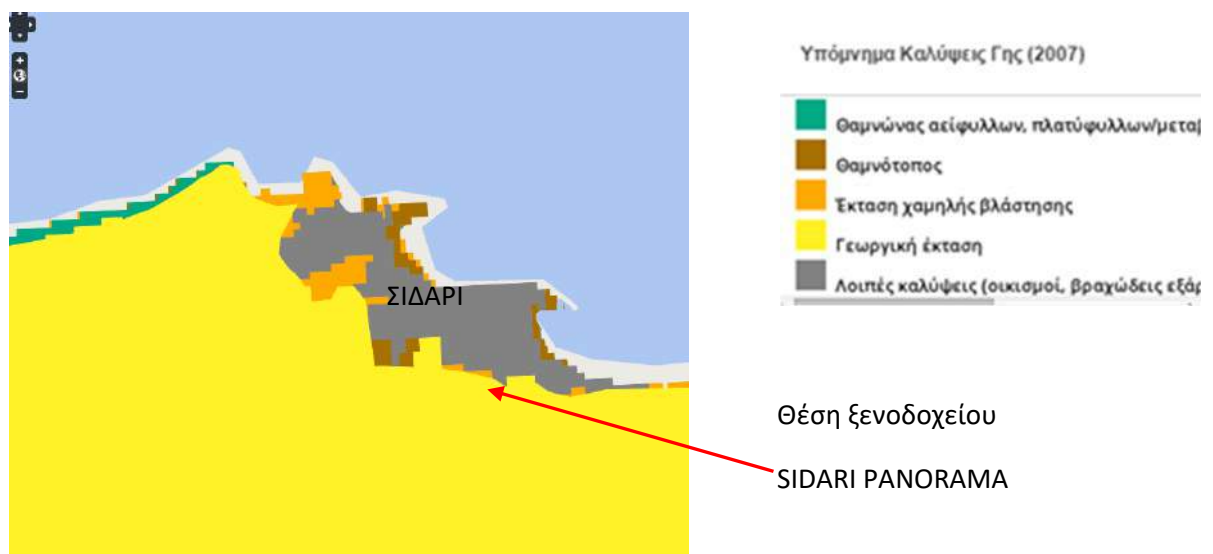 Υπόμνημα Καλύψεις Γης (2007)
Θαμνώνας αείφυλλων, πλατύφυλλων/μεταβ
Θαμνότοπος
Έκταση χαμηλής βλάστησης
Γεωργική έκταση
Λοιπές καλύψεις (οικισμοί, βραχώδεις εξάρ
ΣΙΔΑΡΙ
Θέση ξενοδοχείου
SIDARI PANORAMA